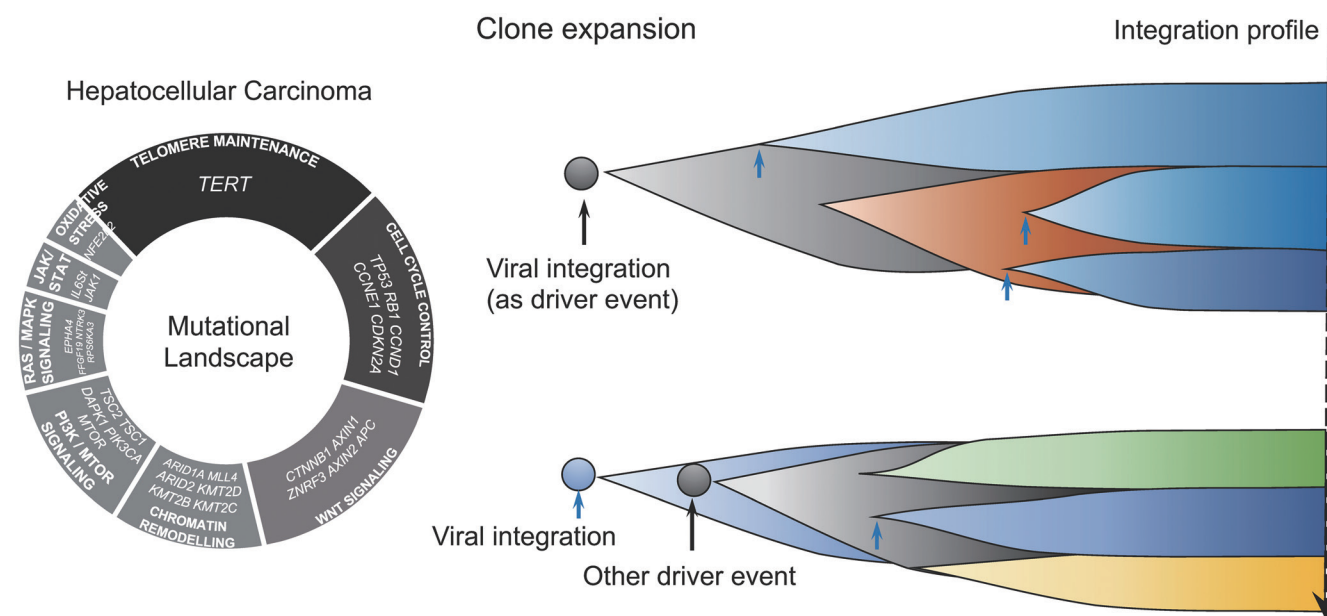 Clone expansion
Integration profile
Hepatocellular Carcinoma
TELOMERE MAINTENANCE
TERT
CELL CYCLE CONTROL
TP53 RB1 CCND1
CCNE1 CDKN2A
WNT SIGNALING
CTNNB1 AXIN1
ZNRF3 AXIN2 APC
ARID1A MLL4
ARID2 KMT2D
KMT2B KMT2C
CHROMATIN
REMODELLING
TSC2 TSC1
DAPK1 PIK3CA
MTOR
PI3K / MTOR
SIGNALING
RAS / MAPK
SIGNALING
EPHA4
FFGF19 NTRK3
RPS6KA3
JAK/
STAT
IL6St
JAK1
OXIDATIVE
STRESS
Mutational
Landscape
Viral integration
(as driver event)
Viral integration
Other driver event